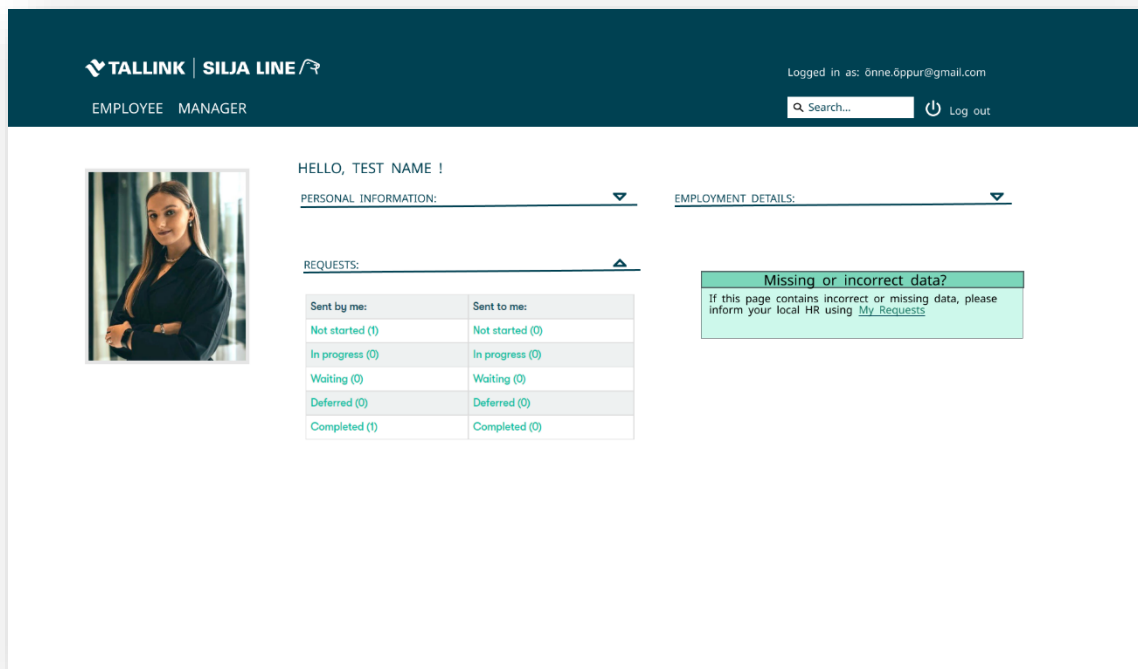 TALLINK | SILJA LINE
Logged in as: õnne.õppur@gmail.com
EMPLOYEE MANAGER
Search...
Log out
HELLO, TEST NAME !
PERSONAL INFORMATION:
EMPLOYMENT DETAILS:
REQUESTS:
Sent by me: Sent to me:
Not started (1) Not started (0)
In progress (0) In progress (0)
Waiting (0) Waiting (0)
Deferred (0) Deferred (0)
Completed (1) Completed (0)
Missing or incorrect data?
If this page contains incorrect or missing data, please
inform your local HR using My Requests